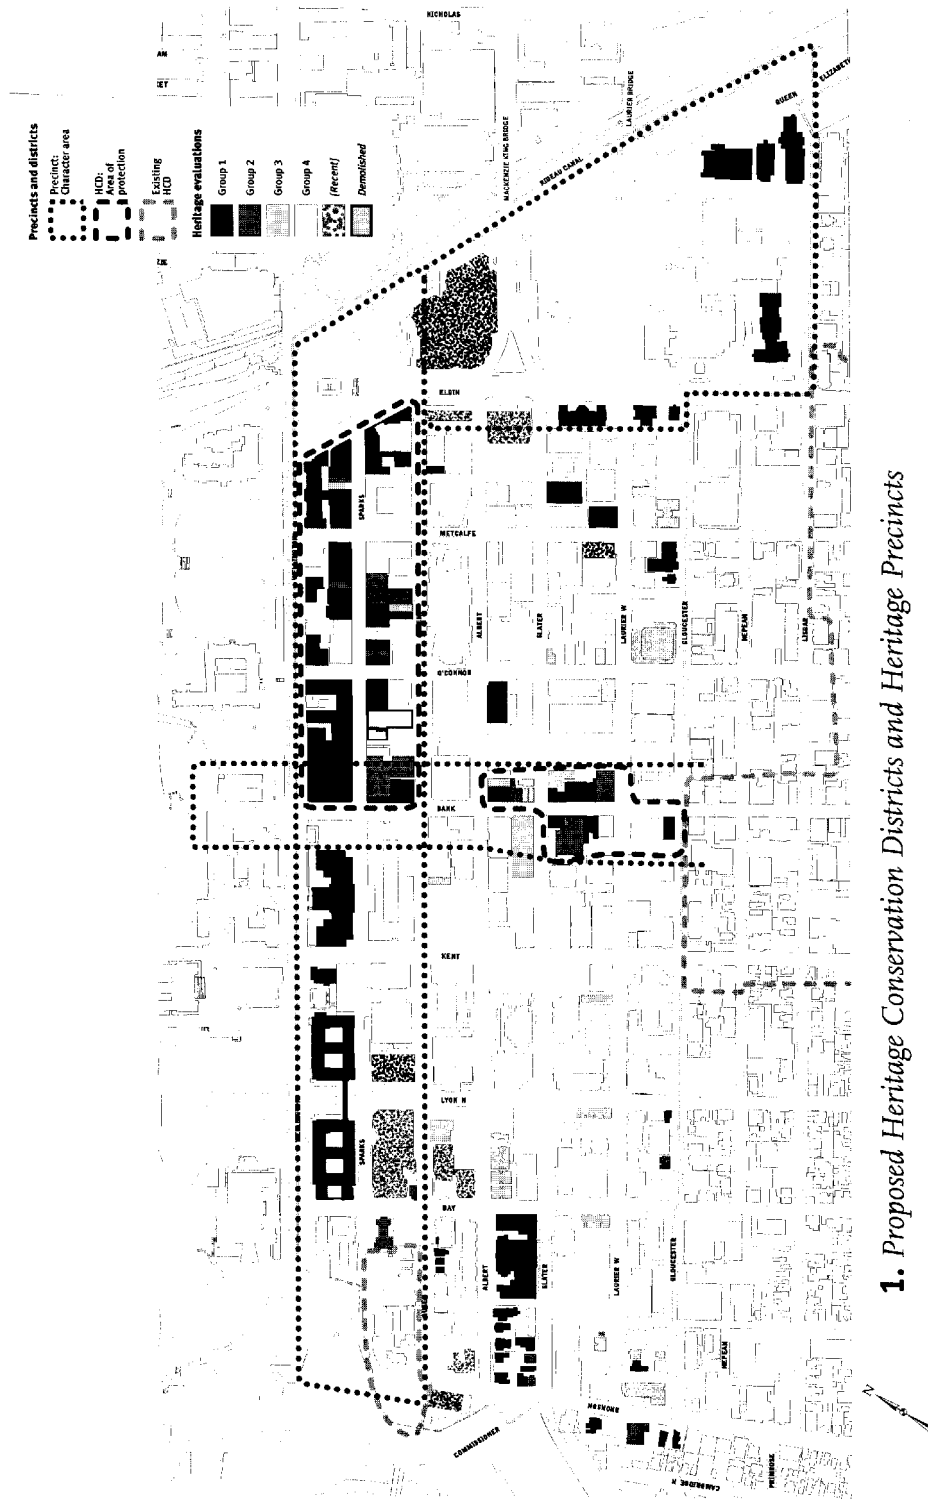 Precincts and districts
Precinct:
Character area
HCD:
Area of
protection
Existing
HCD
Heritage evaluations
Group 1
Group 2
Group 3
Group 4
[Recent]
Demolished
NICHOLAS
MACKENZIE KING BRIDGE
LAURIER BRIDGE
RIDEAU CANAL
QUEEN
ELIZABETH
ELGIN
SPARKS
METCALFE
ALBERT
SLATER
LAURIER W
GLOUCESTER
NEPEAN
LISGAR
O'CONNOR
BANK
KENT
LYON N
SPARKS
BAY
ALBERT
SLATER
LAURIER W
GLOUCESTER
NEPEAN
BRONSON
COMMISSIONER
CAMBRIDGE N
PRIMROSE
N
1. Proposed Heritage Conservation Districts and Heritage Precincts